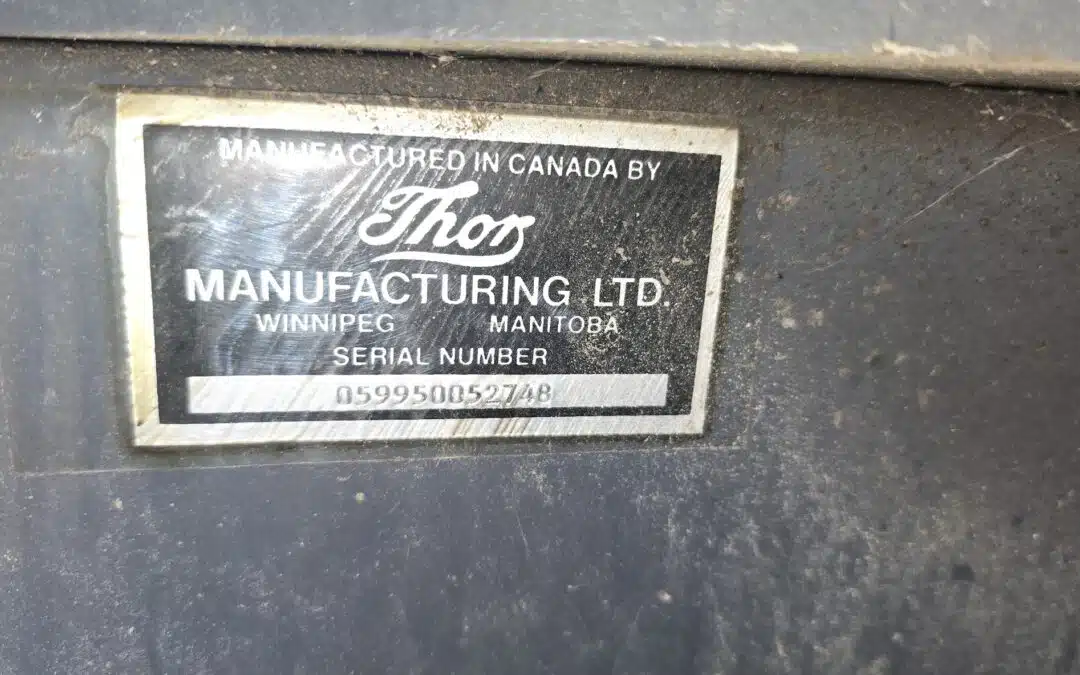 MANUFACTURED IN CANADA BY
Thor
MANUFACTURING LTD.
WINNIPEG MANITOBA
SERIAL NUMBER
059950052748